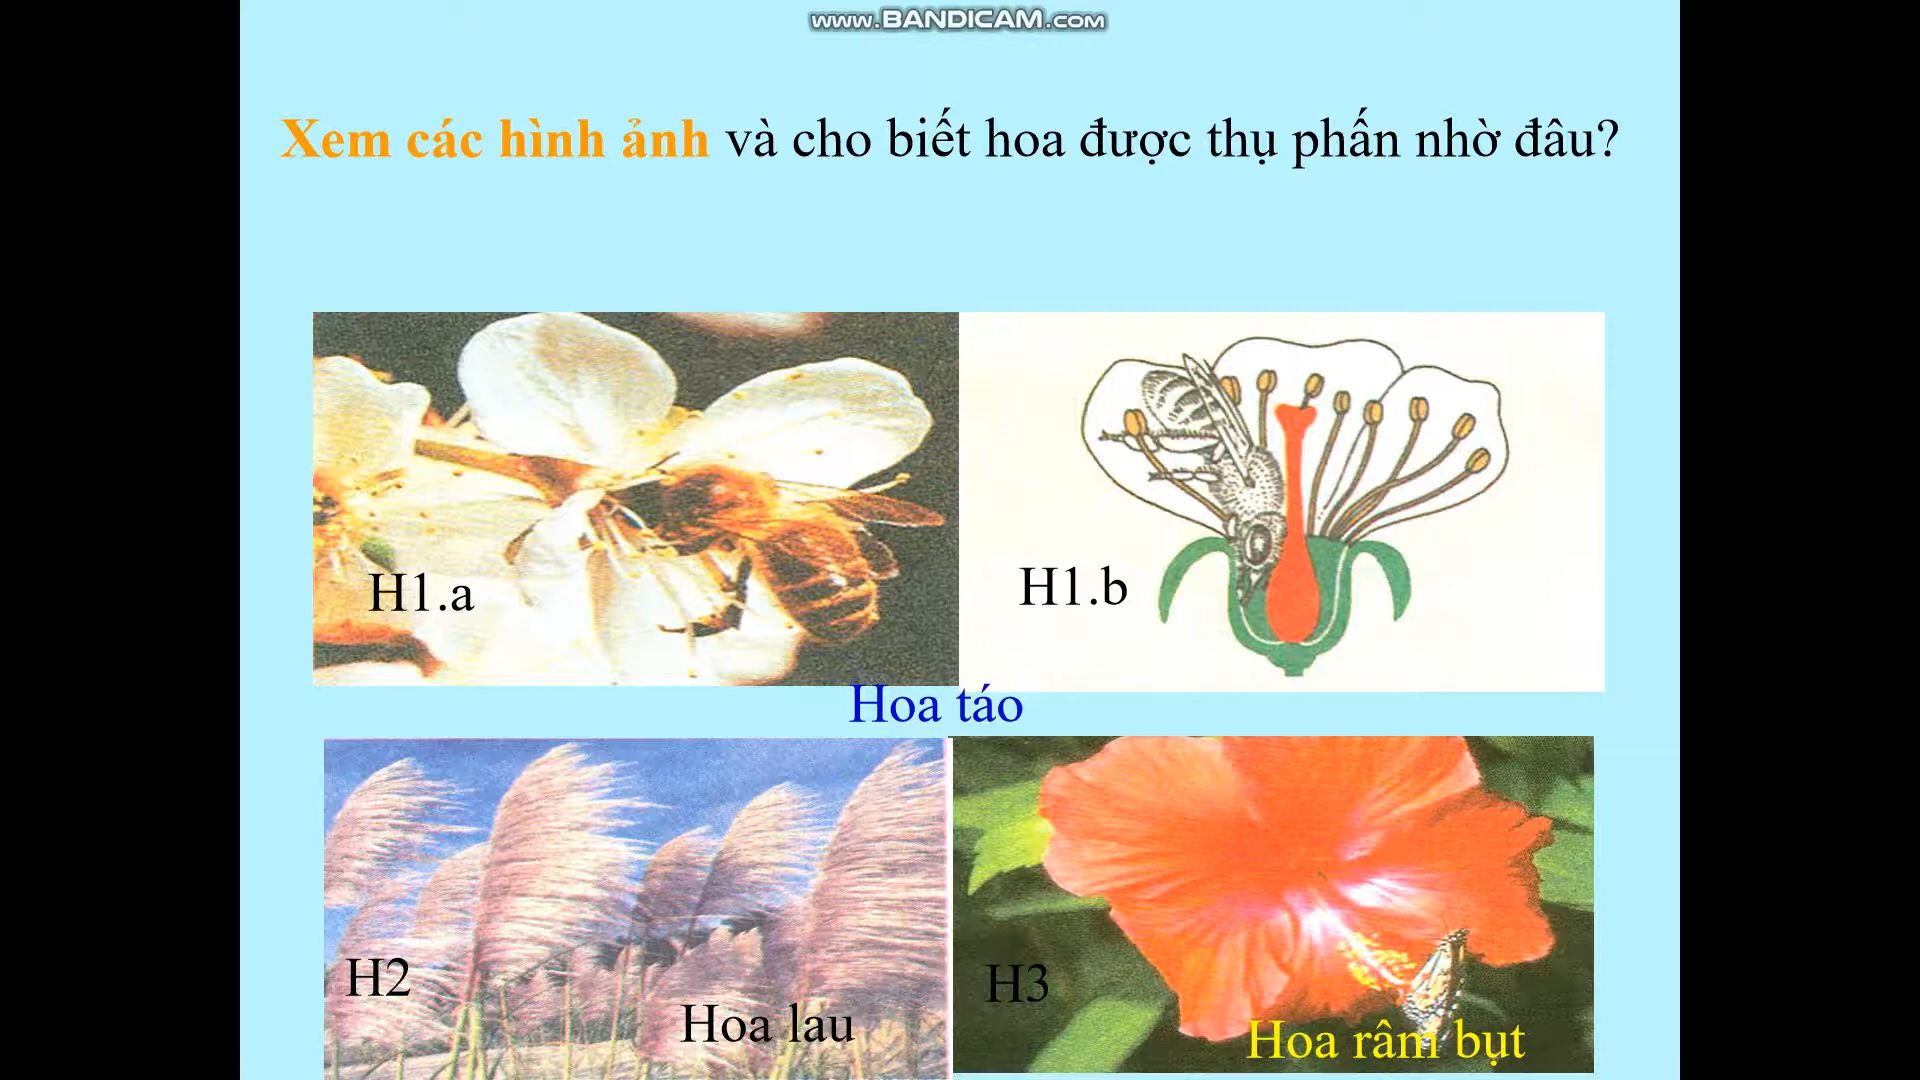 www.BANDICAM.com
Xem các hình ảnh và cho biết hoa được thụ phấn nhờ đâu?
H1.a
H1.b
Hoa táo
H2
Hoa lau
H3
Hoa râm bụt